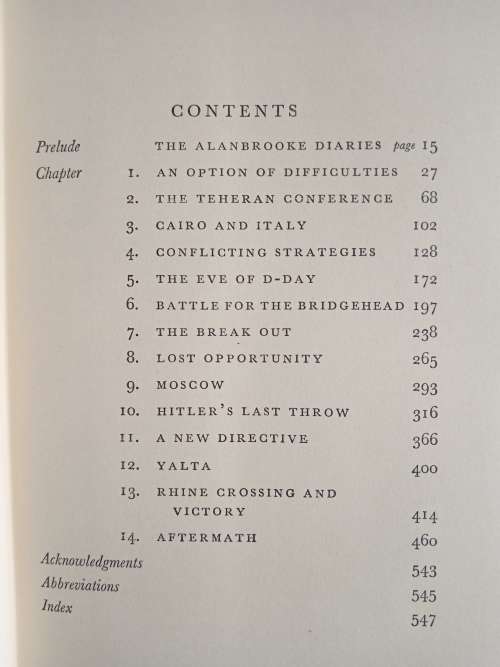 CONTENTS
Prelude THE ALANBROOKE DIARIES page 15
Chapter 1. AN OPTION OF DIFFICULTIES 27
2. THE TEHERAN CONFERENCE 68
3. CAIRO AND ITALY 102
4. CONFLICTING STRATEGIES 128
5. THE EVE OF D-DAY 172
6. BATTLE FOR THE BRIDGEHEAD 197
7. THE BREAK OUT 238
8. LOST OPPORTUNITY 265
9. MOSCOW 293
10. HITLER'S LAST THROW 316
11. A NEW DIRECTIVE 366
12. YALTA 400
13. RHINE CROSSING AND
VICTORY 414
14. AFTERMATH 460
Acknowledgments 543
Abbreviations 545
Index 547